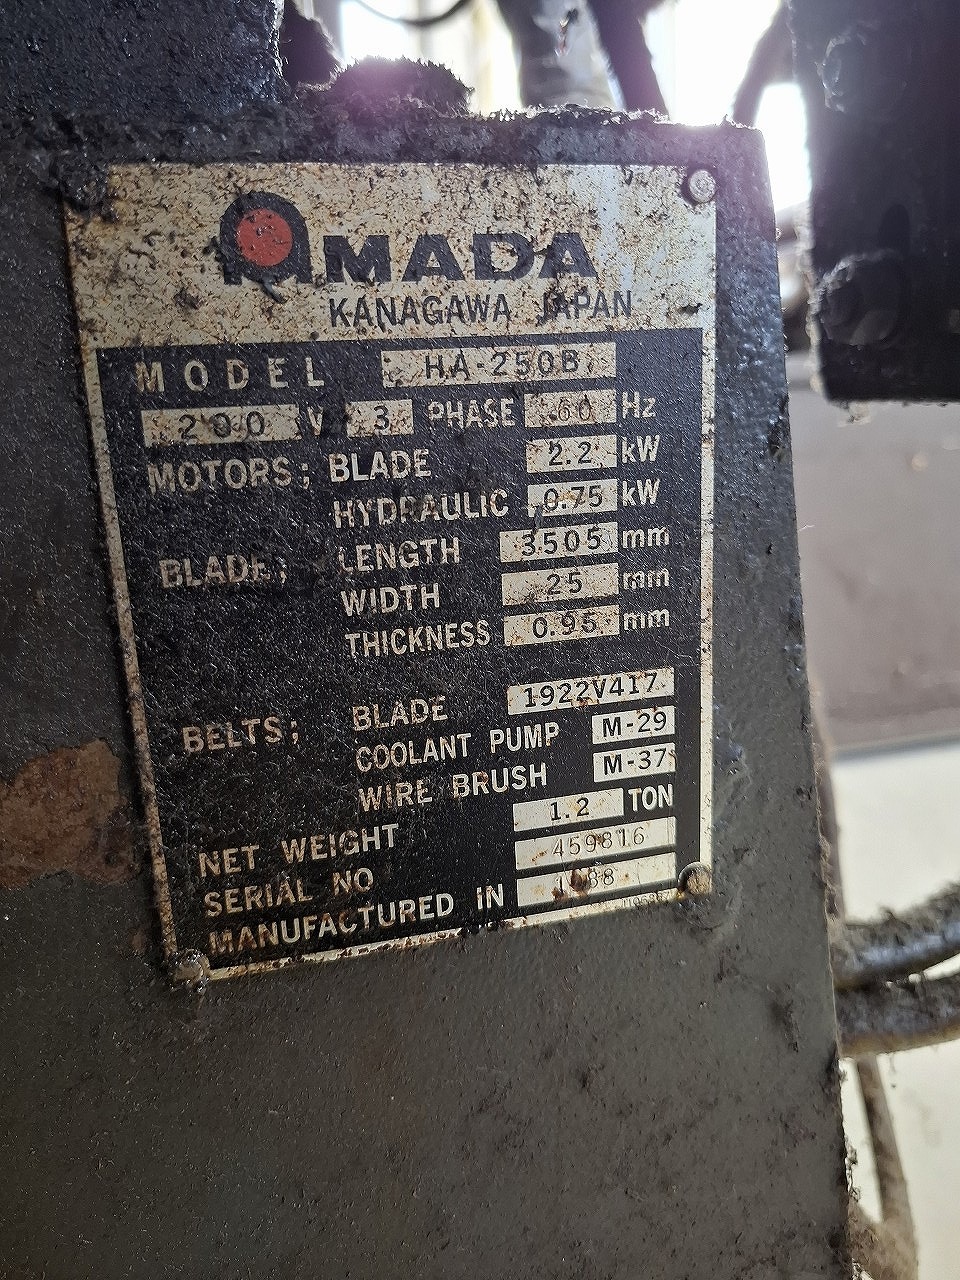 AMADA
KANAGAWA JAPAN
MODEL HA-250B
200 V 3 PHASE 60 Hz
MOTORS; BLADE 2.2 kW
HYDRAULIC 0.75 kW
BLADE; LENGTH 3505 mm
WIDTH 25 mm
THICKNESS 0.95 mm
BELTS; BLADE 1922V417
COOLANT PUMP M-29
WIRE BRUSH M-37
NET WEIGHT 1.2 TON
SERIAL NO 459816
MANUFACTURED IN